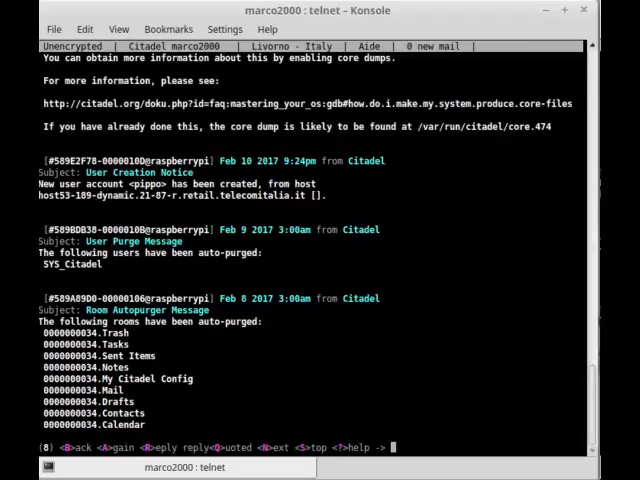 marco2000 : telnet – Konsole
File Edit View Bookmarks Settings Help
Unencrypted | Citadel marco2000 | Livorno - Italy | Aide | 0 new mail |
You can obtain more information about this by enabling core dumps.
For more information, please see:
http://citadel.org/doku.php?id=faq:mastering_your_os:gdb#how.do.i.make.my.system.produce.core-files
If you have already done this, the core dump is likely to be found at /var/run/citadel/core.474
[#589E2F78-0000010D@raspberrypi] Feb 10 2017 9:24pm from Citadel
Subject: User Creation Notice
New user account <pippo> has been created, from host
host53-189-dynamic.21-87-r.retail.telecomitalia.it [].
[#589BDB38-0000010B@raspberrypi] Feb 9 2017 3:00am from Citadel
Subject: User Purge Message
The following users have been auto-purged:
SYS_Citadel
[#589A89D0-00000106@raspberrypi] Feb 8 2017 3:00am from Citadel
Subject: Room Autopurger Message
The following rooms have been auto-purged:
0000000034.Trash
0000000034.Tasks
0000000034.Sent Items
0000000034.Notes
0000000034.My Citadel Config
0000000034.Mail
0000000034.Drafts
0000000034.Contacts
0000000034.Calendar
(8) <B>ack <A>gain <R>eply reply<Q>uoted <N>ext <S>top <?>help ->
marco2000 : telnet